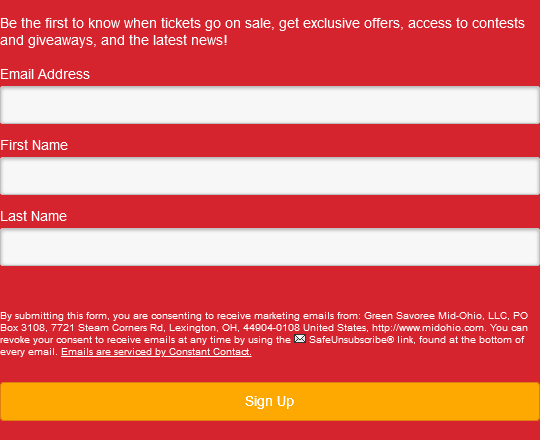 Be the first to know when tickets go on sale, get exclusive offers, access to contests
and giveaways, and the latest news!
Email Address
First Name
Last Name
By submitting this form, you are consenting to receive marketing emails from: Green Savoree Mid-Ohio, LLC, PO
Box 3108, 7721 Steam Corners Rd, Lexington, OH, 44904-0108 United States, http://www.midohio.com. You can
revoke your consent to receive emails at any time by using the SafeUnsubscribe® link, found at the bottom of
every email. Emails are serviced by Constant Contact.
Sign Up